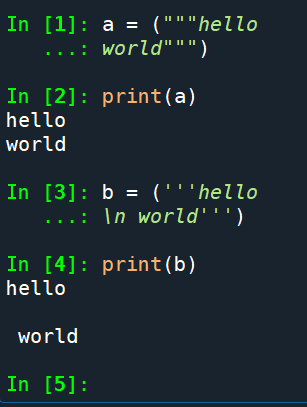 In [1]: a = ("""hello
   ...: world""")
In [2]: print(a)
hello
world
In [3]: b = ('''hello
   ...: \n world''')
In [4]: print(b)
hello
 world
In [5]: